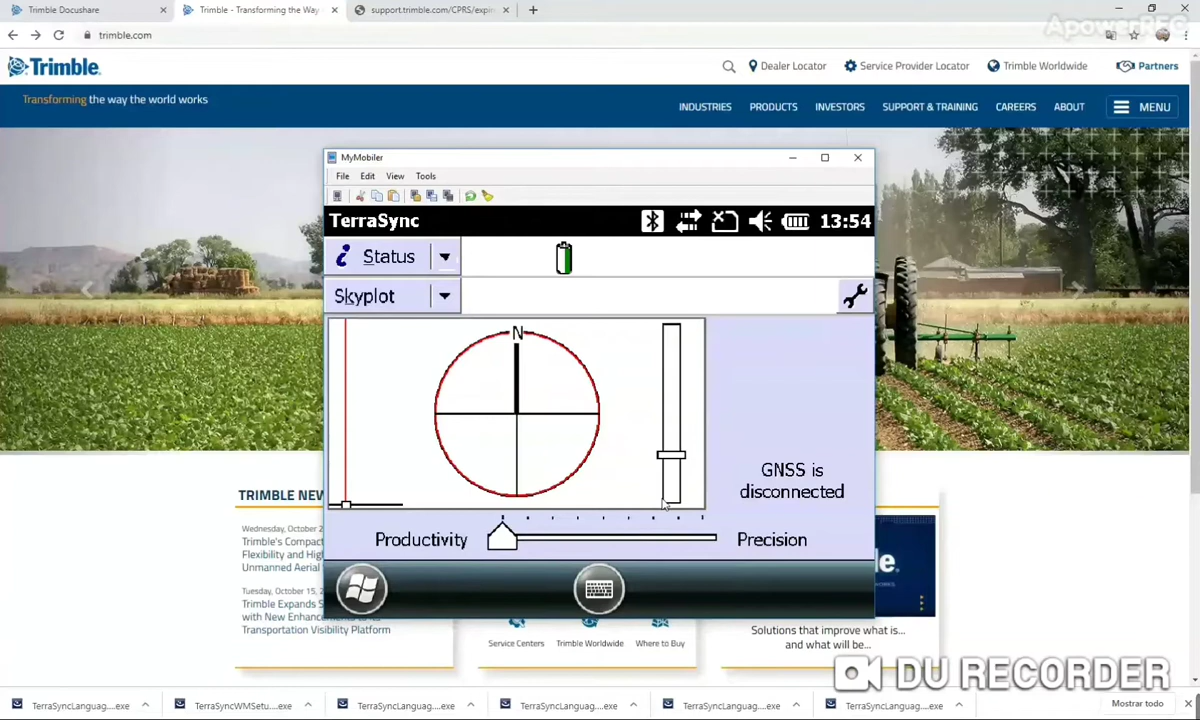 Trimble Docushare
Trimble - Transforming the Way
support.trimble.com/CPRS/expir
trimble.com
ApowerREC
Trimble
Dealer Locator
Service Provider Locator
Trimble Worldwide
Partners
Transforming the way the world works
INDUSTRIES
PRODUCTS
INVESTORS
SUPPORT & TRAINING
CAREERS
ABOUT
MENU
MyMobiler
File Edit View Tools
TerraSync
13:54
Status
Skyplot
N
GNSS is
disconnected
Productivity
Precision
TRIMBLE NEW
Wednesday, October 2
Trimble's Compact
Flexibility and High
Unmanned Aerial
Tuesday, October 15, 2
Trimble Expands S
with New Enhancements to its
Transportation Visibility Platform
Service Centers
Trimble Worldwide
Where to Buy
le.
Solutions that improve what is...
and what will be...
DU RECORDER
TerraSyncLanguag....exe
TerraSyncWMSetu....exe
TerraSyncLanguag....exe
TerraSyncLanguag....exe
TerraSyncLanguag....exe
TerraSyncLanguag....exe
Mostrar todo